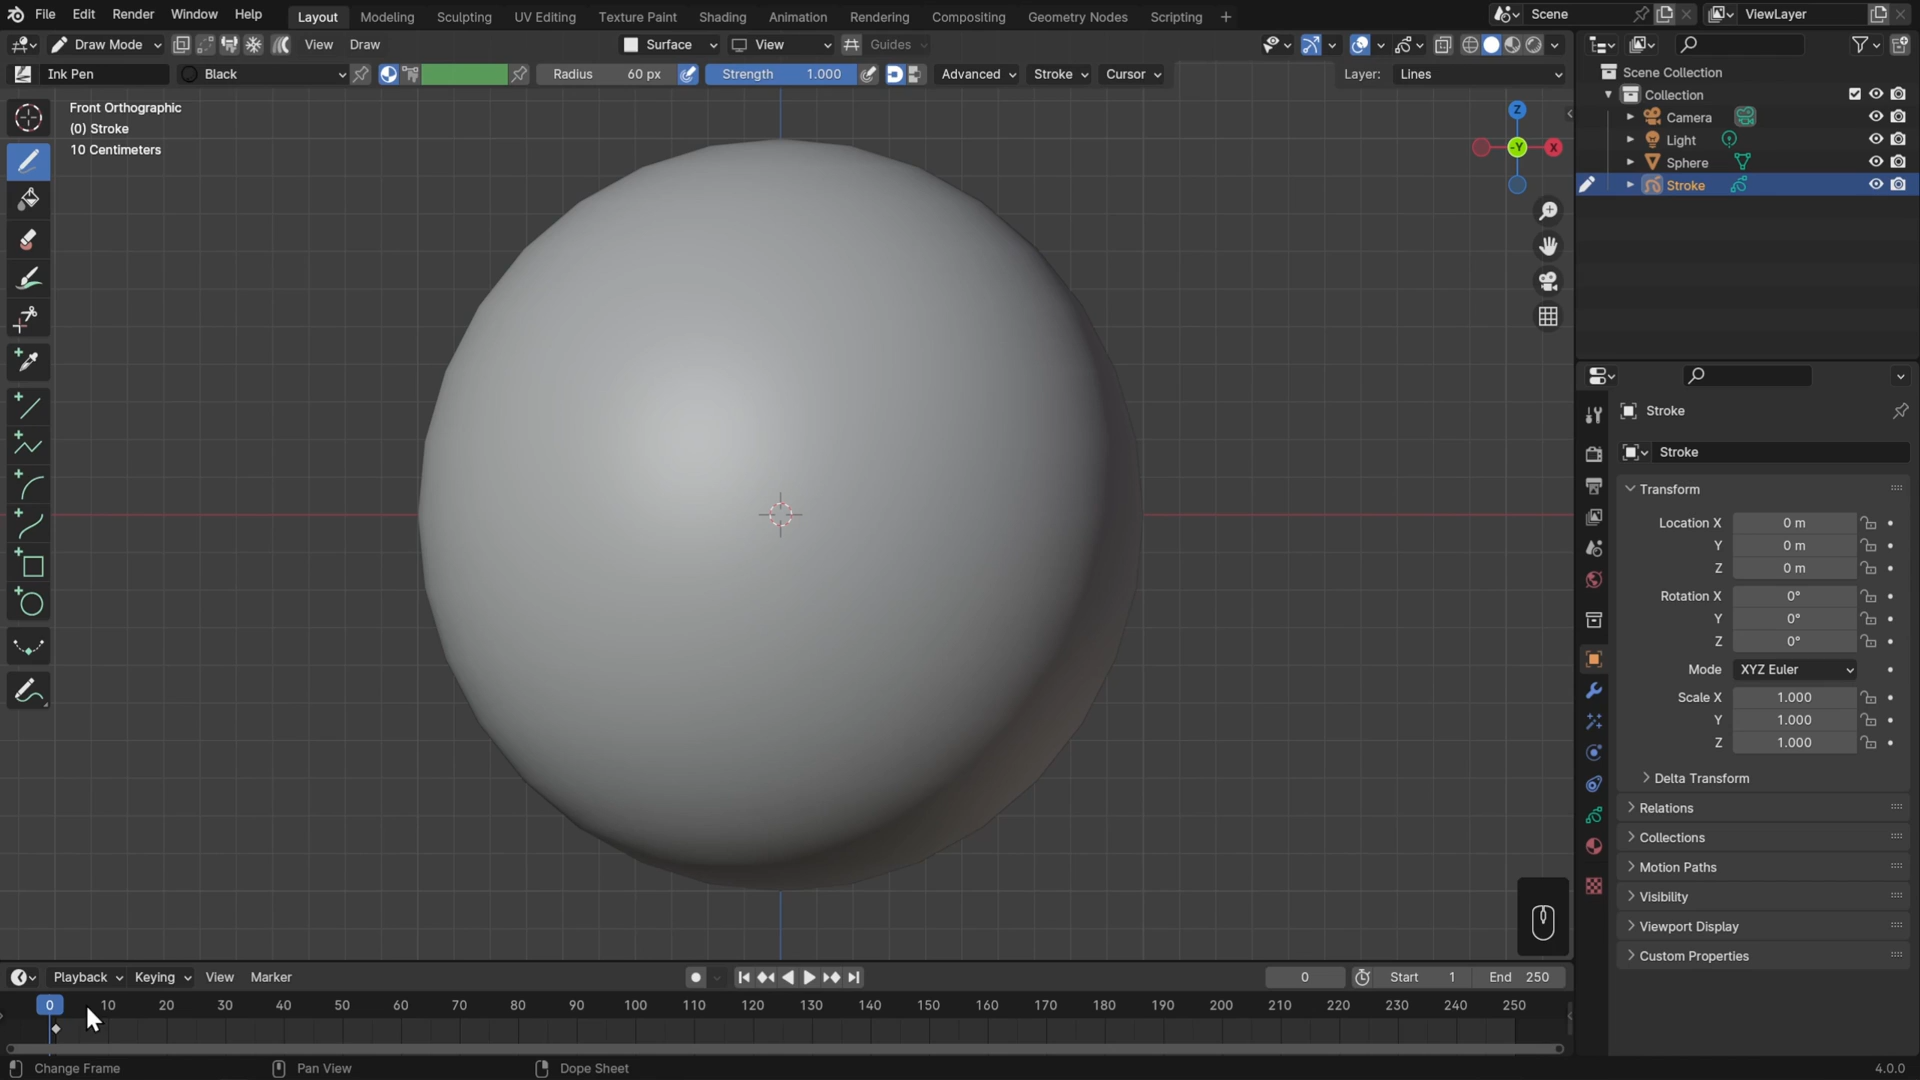 File Edit Render Window Help Layout Modeling Sculpting UV Editing Texture Paint Shading Animation Rendering Compositing Geometry Nodes Scripting + Scene ViewLayer
Draw Mode View Draw Surface View Guides
Ink Pen Black Radius 60 px Strength 1.000 Advanced Stroke Cursor Layer: Lines
Scene Collection
Collection
Camera
Light
Sphere
Stroke
Front Orthographic
(0) Stroke
10 Centimeters
Z
-Y
X
Stroke
Stroke
Transform
Location X 0 m
Y 0 m
Z 0 m
Rotation X 0°
Y 0°
Z 0°
Mode XYZ Euler
Scale X 1.000
Y 1.000
Z 1.000
Delta Transform
Relations
Collections
Motion Paths
Visibility
Viewport Display
Custom Properties
Playback Keying View Marker 0 Start 1 End 250
0 10 20 30 40 50 60 70 80 90 100 110 120 130 140 150 160 170 180 190 200 210 220 230 240 250
Change Frame Pan View Dope Sheet 4.0.0